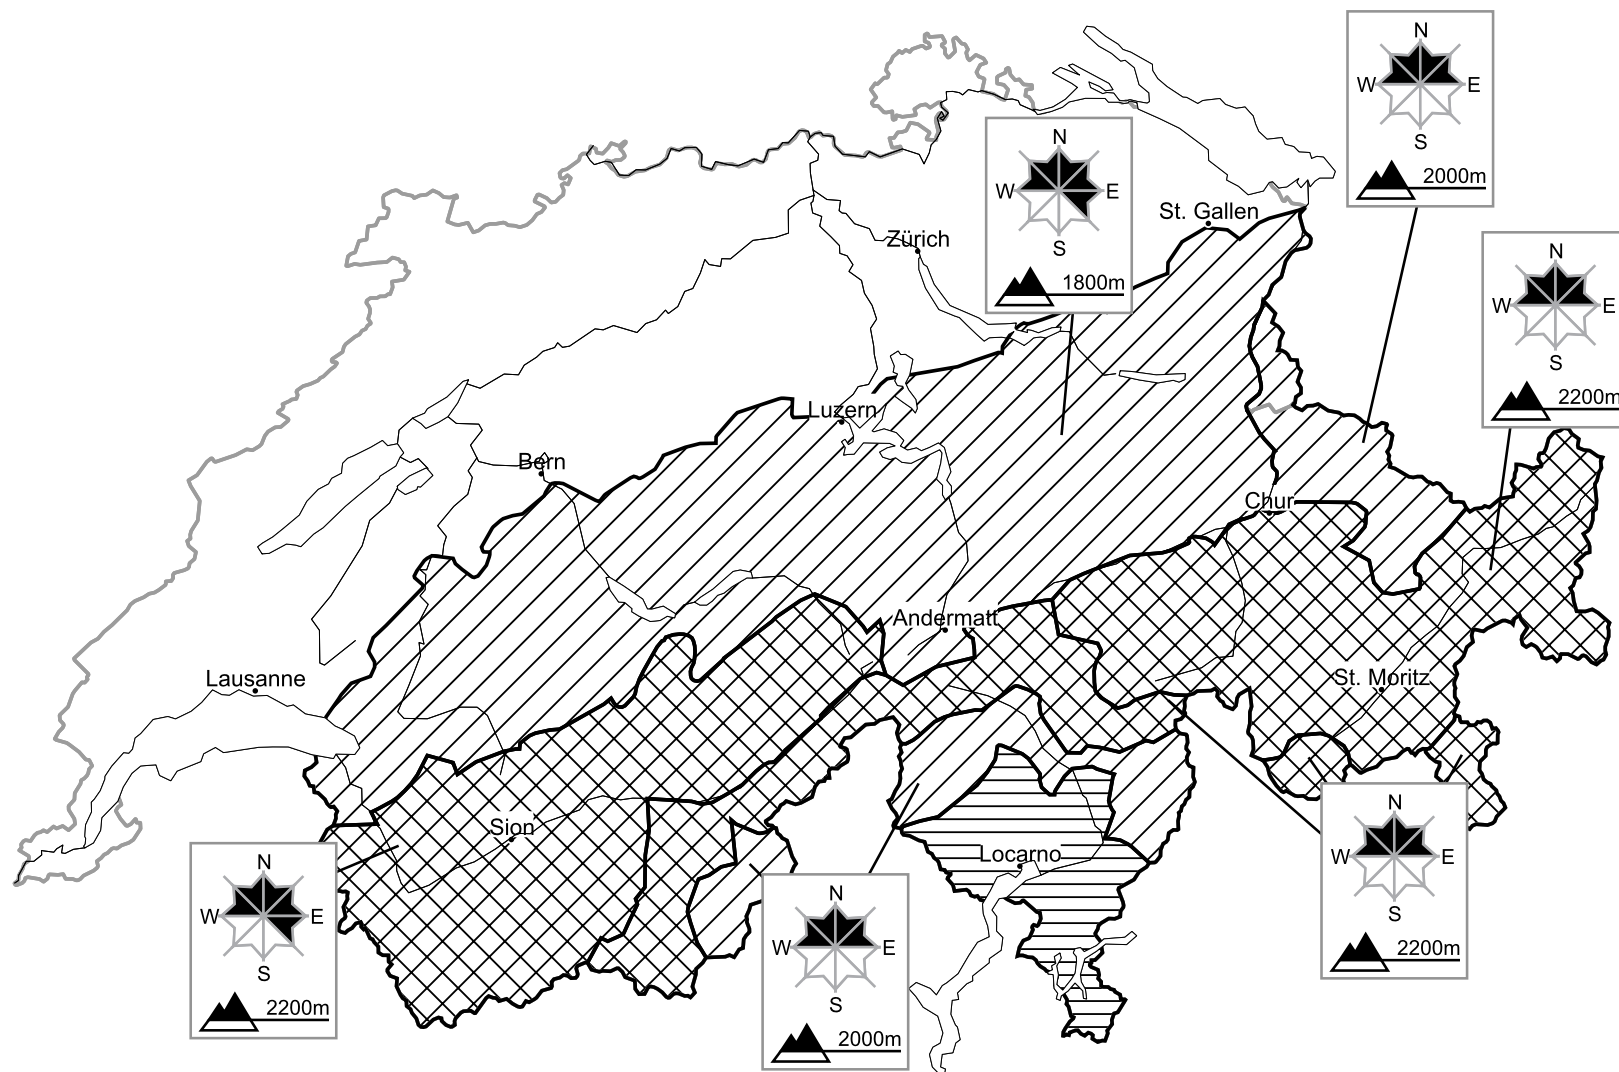 N
W E
S
2000m
N
W E
S
1800m
St. Gallen
Zürich
N
W E
S
2200m
Luzern
Bern
Chur
Andermatt
St. Moritz
Lausanne
Sion
Locarno
N
W E
S
2200m
N
W E
S
2000m
N
W E
S
2200m